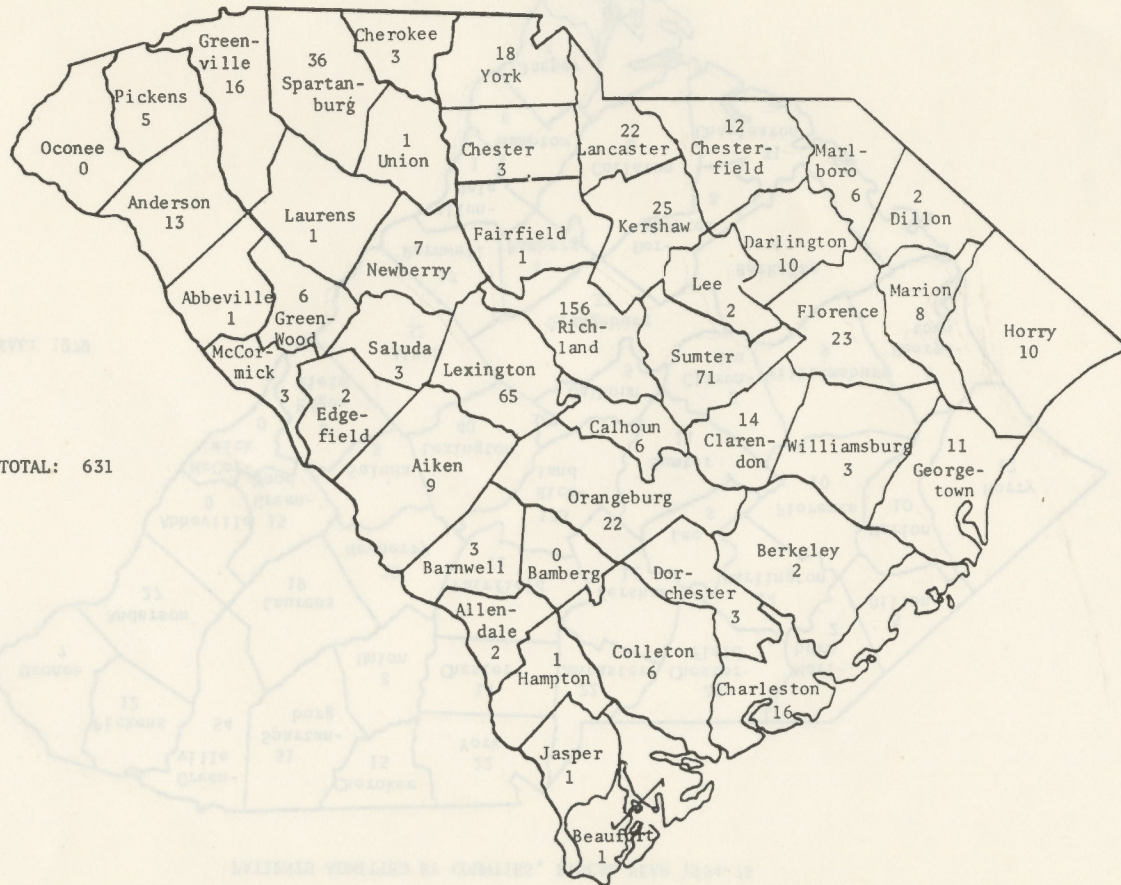 Green-
ville
16
Cherokee
3
36
Spartan-
burg
18
York
Pickens
5
Oconee
0
1
Union
Chester
3
22
Lancaster
12
Chester-
field
Marl-
boro
6
2
Dillon
Anderson
13
Laurens
1
7
Newberry
Fairfield
1
25
Kershaw
Darlington
10
Lee
2
Marion
8
Abbeville
1
6
Green-
Wood
156
Rich-
land
Florence
23
Horry
10
McCor-
mick
3
Saluda
3
Lexington
65
Sumter
71
2
Edge-
field
Calhoun
6
14
Claren-
don
Williamsburg
3
11
George-
town
TOTAL: 631
Aiken
9
Orangeburg
22
3
Barnwell
0
Bamberg
Dor-
chester
3
Berkeley
2
Allen-
dale
2
1
Hampton
Colleton
6
Charleston
16
Jasper
1
Beaufort
1